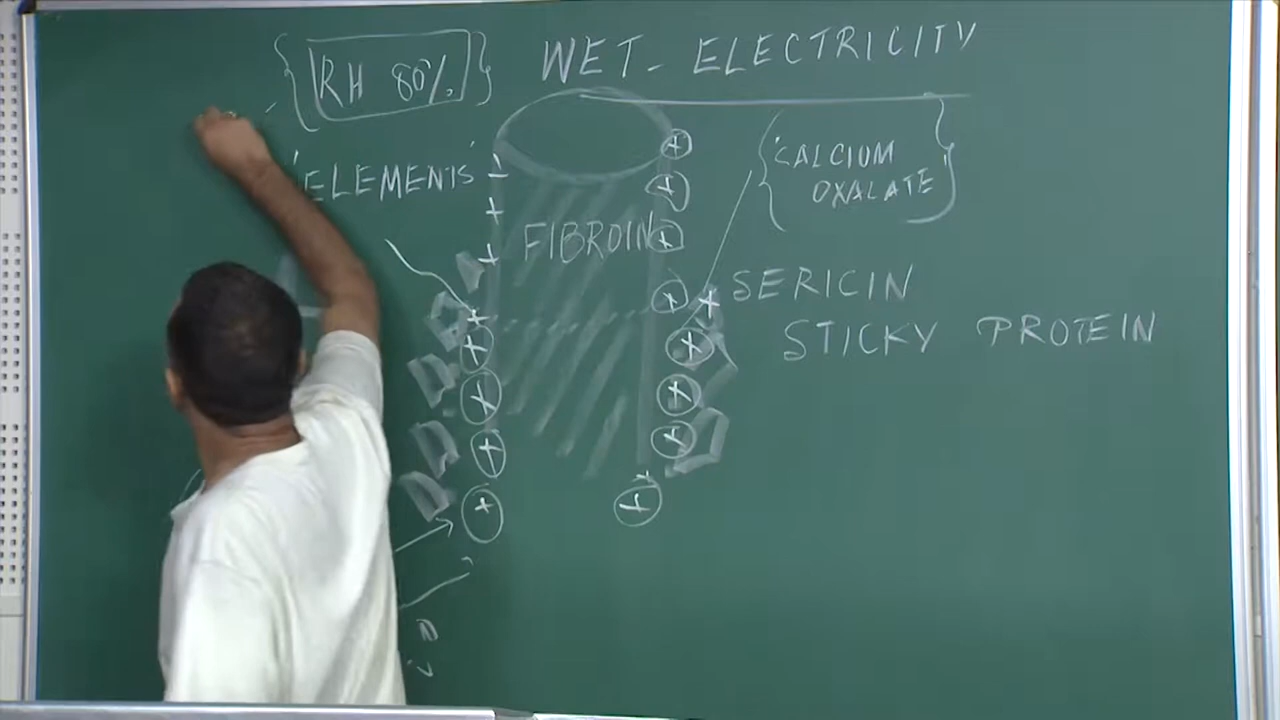 {RH 80%}
WET- ELECTRICITY
'ELEMENTS'
{'CALCIUM
OXALATE'}
FIBROIN
SERICIN
STICKY PROTEIN